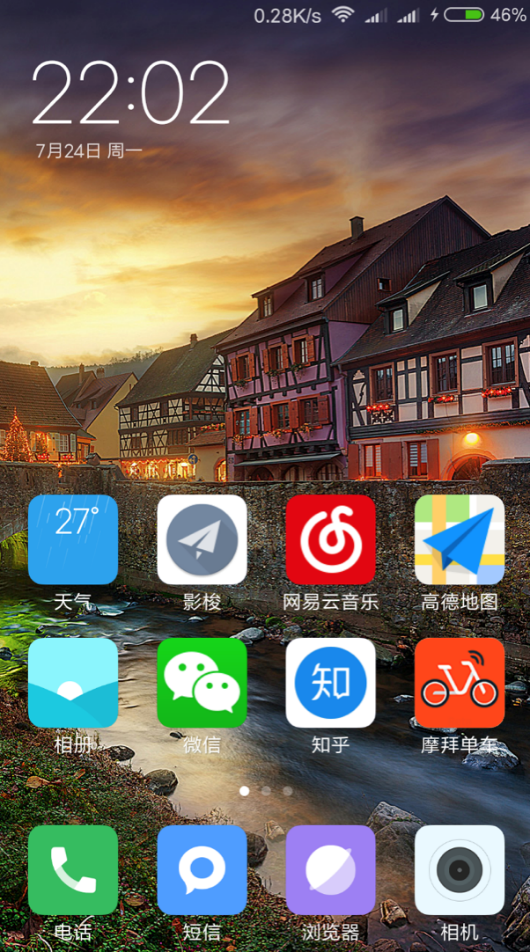 0.28K/s 46%
22:02
7月24日 周一
27°
天气 影梭 网易云音乐 高德地图
知
相册 微信 知乎 摩拜单车
电话 短信 浏览器 相机